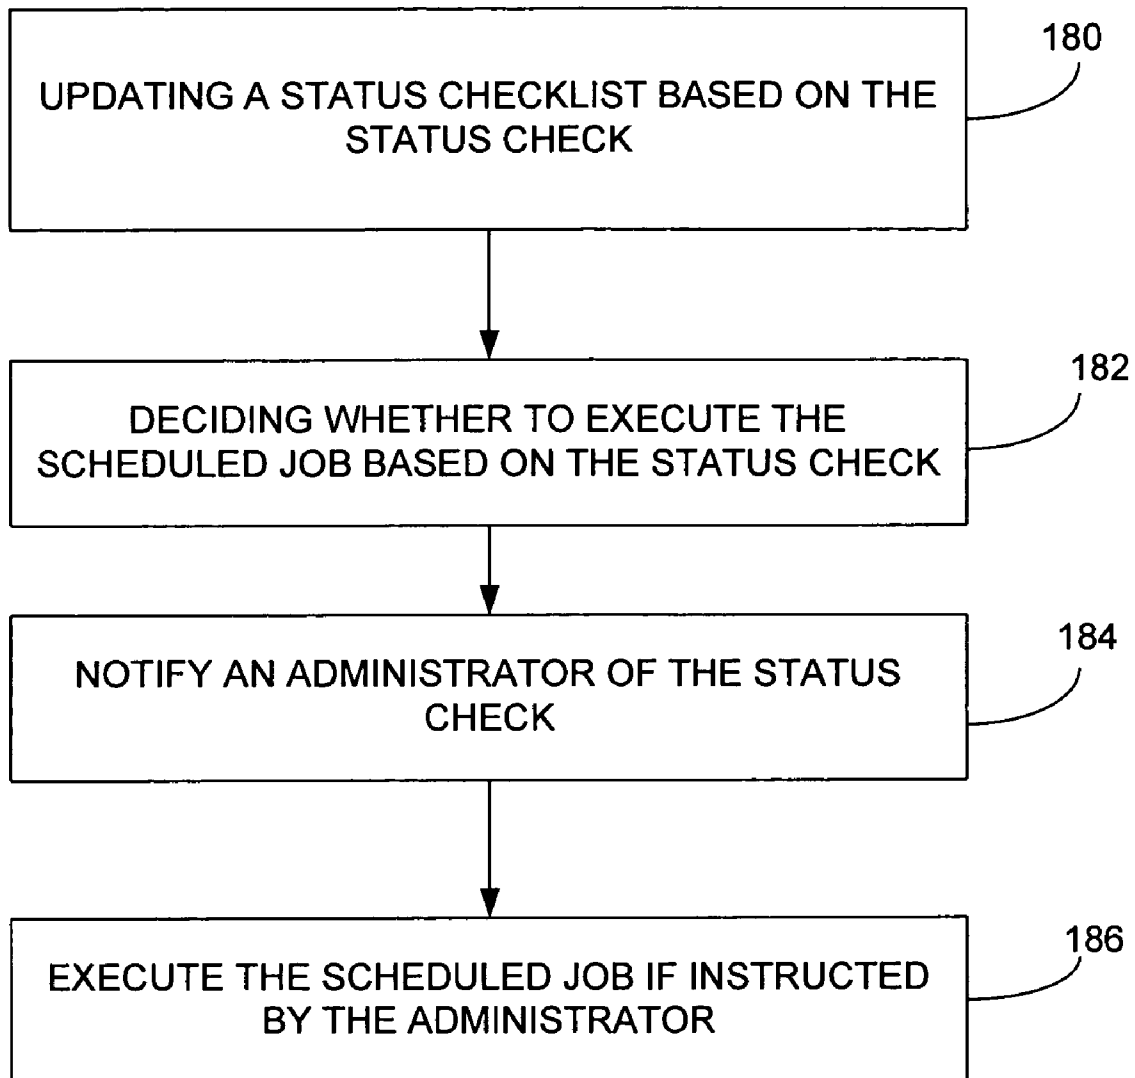 180
UPDATING A STATUS CHECKLIST BASED ON THE
STATUS CHECK
182
DECIDING WHETHER TO EXECUTE THE
SCHEDULED JOB BASED ON THE STATUS CHECK
184
NOTIFY AN ADMINISTRATOR OF THE STATUS
CHECK
186
EXECUTE THE SCHEDULED JOB IF INSTRUCTED
BY THE ADMINISTRATOR